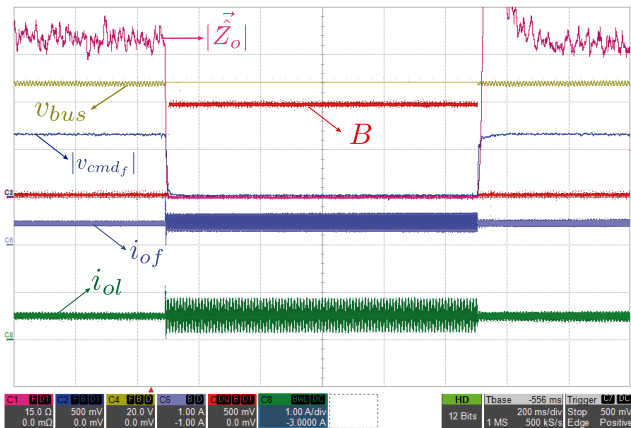 |Ẑo|
vbus
B
|vcmdf|
iof
iol
C6
C8
C1
C2
C4
C6
C8
15.0 Ω
0.0 mΩ
500 mV
0.0 mV
20.0 V
0.0 mV
1.00 A
-1.00 A
500 mV
0.0 mV
1.00 A/div
-3.0000 A
HD
12 Bits
Tbase -556 ms
200 ms/div
1 MS 500 kS/s
Trigger C7 DC
Stop 500 mV
Edge Positive